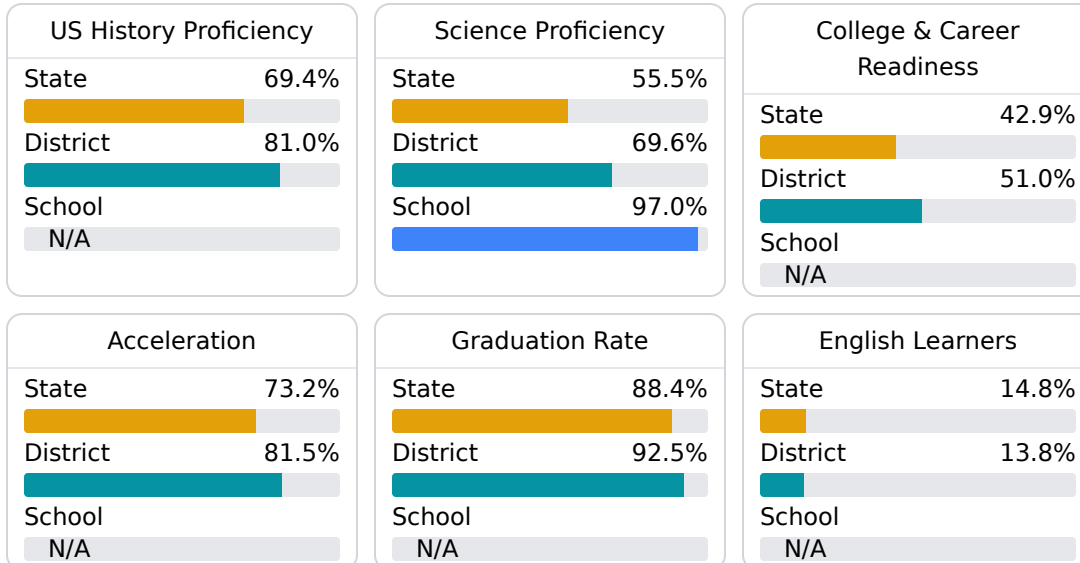 US History Proficiency
State 69.4%
District 81.0%
School
N/A
Science Proficiency
State 55.5%
District 69.6%
School 97.0%
College & Career
Readiness
State 42.9%
District 51.0%
School
N/A
Acceleration
State 73.2%
District 81.5%
School
N/A
Graduation Rate
State 88.4%
District 92.5%
School
N/A
English Learners
State 14.8%
District 13.8%
School
N/A